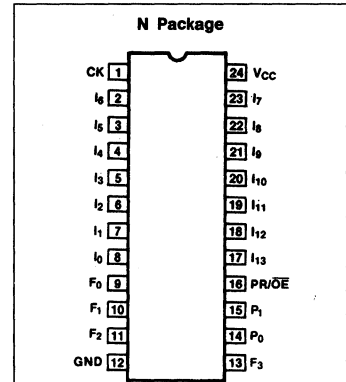 N Package
CK 1 24 VCC
I6 2 23 I7
I5 3 22 I8
I4 4 21 I9
I3 5 20 I10
I2 6 19 I11
I1 7 18 I12
I0 8 17 I13
F0 9 16 PR/OE
F1 10 15 P1
F2 11 14 P0
GND 12 13 F3